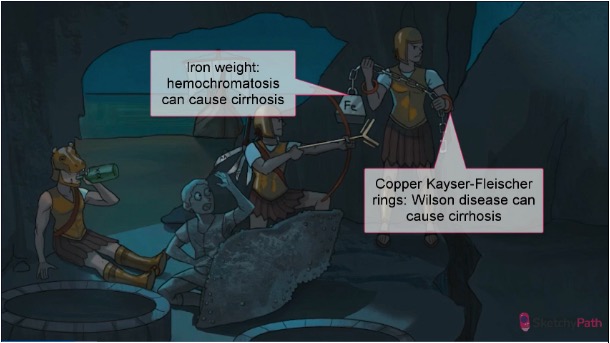 Iron weight:
hemochromatosis
can cause cirrhosis
Fe
Copper Kayser-Fleischer
rings: Wilson disease can
cause cirrhosis
SketchyPath